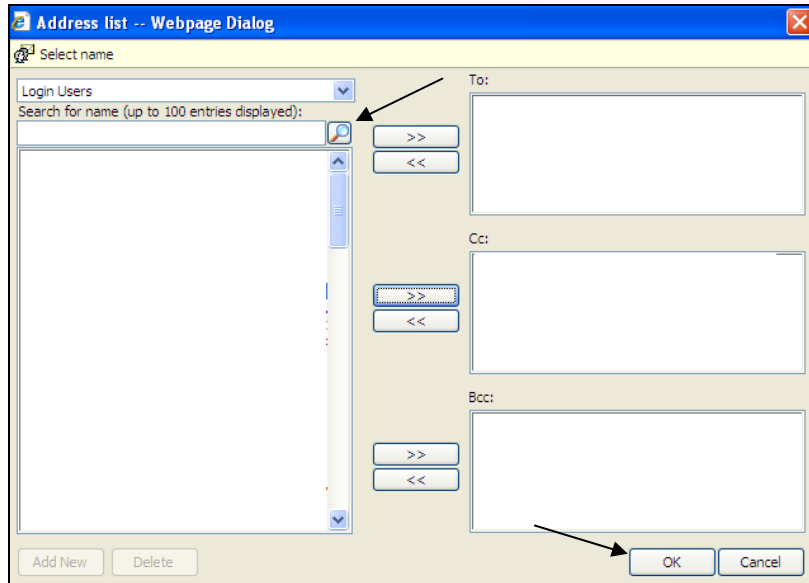 Address list -- Webpage Dialog
Select name
Login Users
Search for name (up to 100 entries displayed):
To:
>>
<<
Cc:
>>
<<
Bcc:
>>
<<
Add New
Delete
OK
Cancel